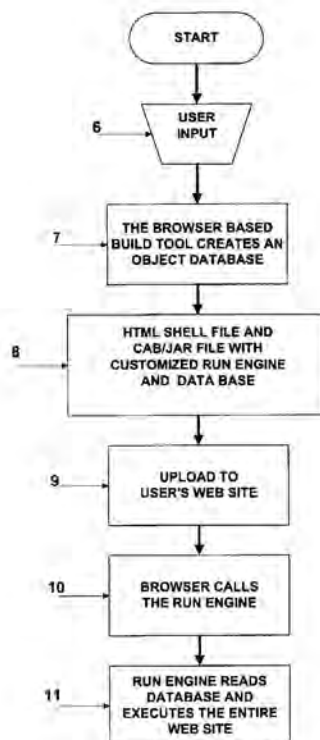 START
6
USER
INPUT
7
THE BROWSER BASED
BUILD TOOL CREATES AN
OBJECT DATABASE
8
HTML SHELL FILE AND
CAB/JAR FILE WITH
CUSTOMIZED RUN ENGINE
AND DATA BASE
9
UPLOAD TO
USER'S WEB SITE
10
BROWSER CALLS
THE RUN ENGINE
11
RUN ENGINE READS
DATABASE AND
EXECUTES THE ENTIRE
WEB SITE